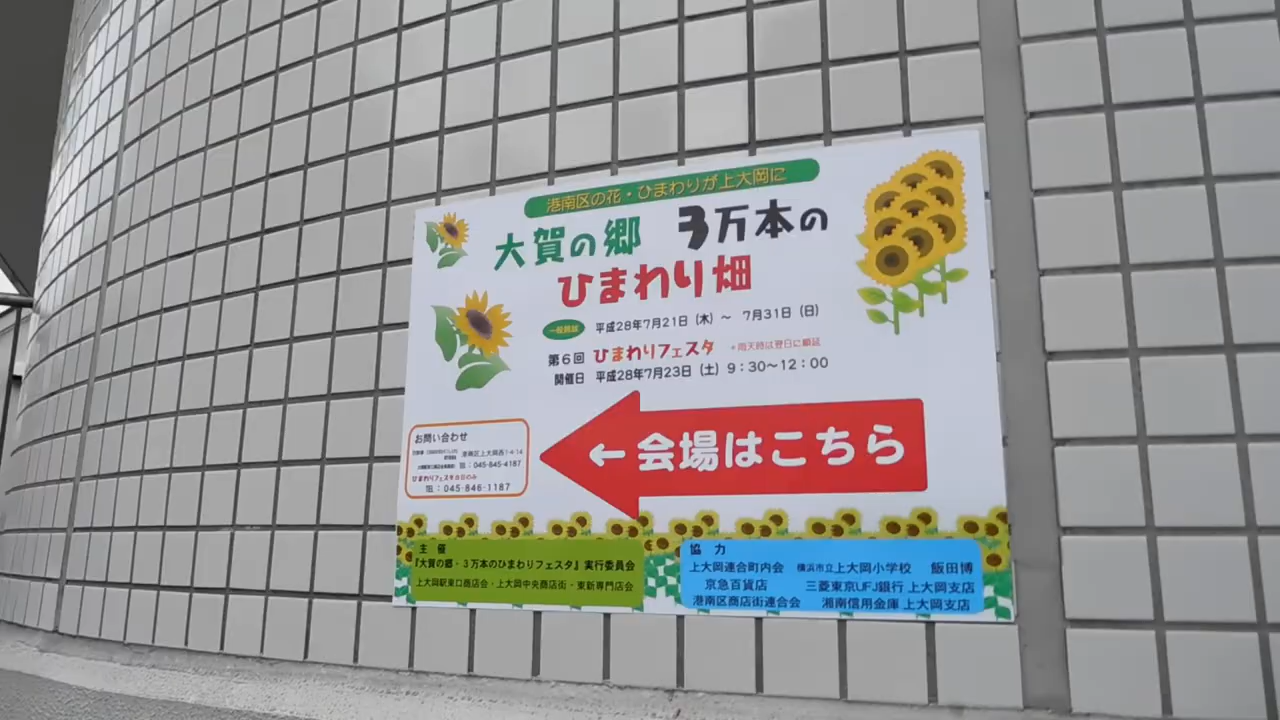 港南区の花・ひまわりが上大岡に
大賀の郷 3万本の
ひまわり畑
一般開放 平成28年7月21日(木)~ 7月31日(日)
第6回 ひまわりフェスタ *雨天時は翌日に順延
開催日 平成28年7月23日(土)9:30~12:00
←会場はこちら
お問い合わせ
港南区上大岡西1-4-14
☎:045-845-4187
ひまわりフェスタ当日のみ
☎:045-846-1187
主 催
『大賀の郷・3万本のひまわりフェスタ』実行委員会
上大岡駅東口商店会・上大岡中央商店街・東新専門店会
協 力
上大岡連合町内会 横浜市立上大岡小学校 飯田博
京急百貨店 三菱東京UFJ銀行 上大岡支店
港南区商店街連合会 湘南信用金庫 上大岡支店